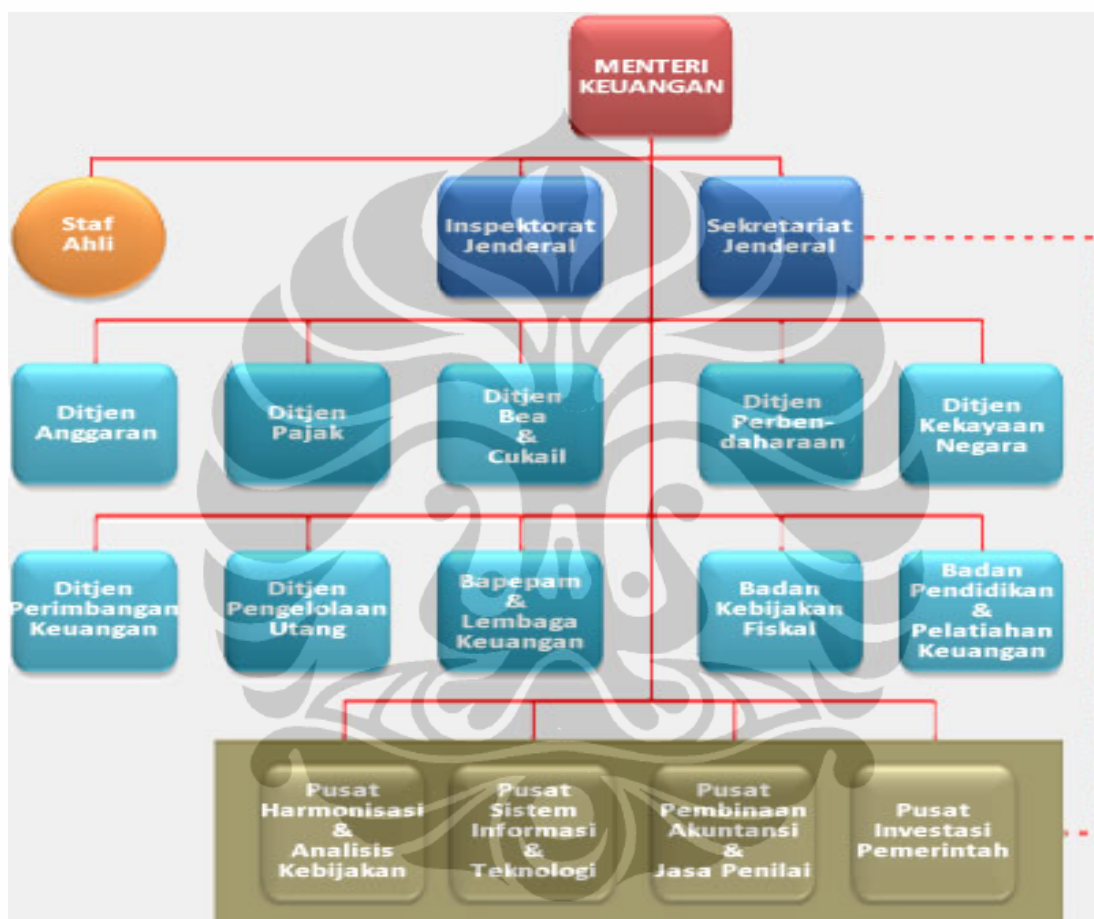 MENTERI
KEUANGAN
Staf
Ahli
Inspektorat
Jenderal
Sekretariat
Jenderal
Ditjen
Anggaran
Ditjen
Pajak
Ditjen
Bea
&
Cukail
Ditjen
Perben-
daharaan
Ditjen
Kekayaan
Negara
Ditjen
Perimbangan
Keuangan
Ditjen
Pengelolaan
Utang
Bapepam
&
Lembaga
Keuangan
Badan
Kebijakan
Fiskal
Badan
Pendidikan
&
Pelatiahan
Keuangan
Pusat
Harmonisasi
&
Analisis
Kebijakan
Pusat
Sistem
Informasi
&
Teknologi
Pusat
Pembinaan
Akuntansi
&
Jasa Penilai
Pusat
Investasi
Pemerintah